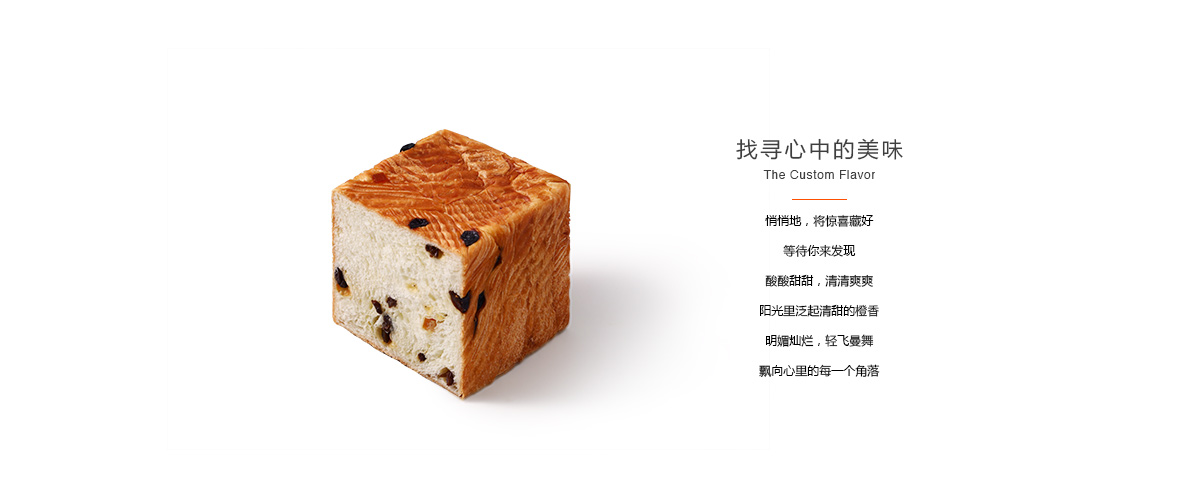 找寻心中的美味
The Custom Flavor
悄悄地，将惊喜藏好
等待你来发现
酸酸甜甜，清清爽爽
阳光里泛起清甜的橙香
明媚灿烂，轻飞曼舞
飘向心里的每一个角落